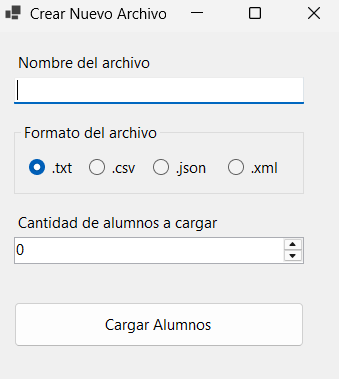 Crear Nuevo Archivo
Nombre del archivo
Formato del archivo
.txt .csv .json .xml
Cantidad de alumnos a cargar
0
Cargar Alumnos